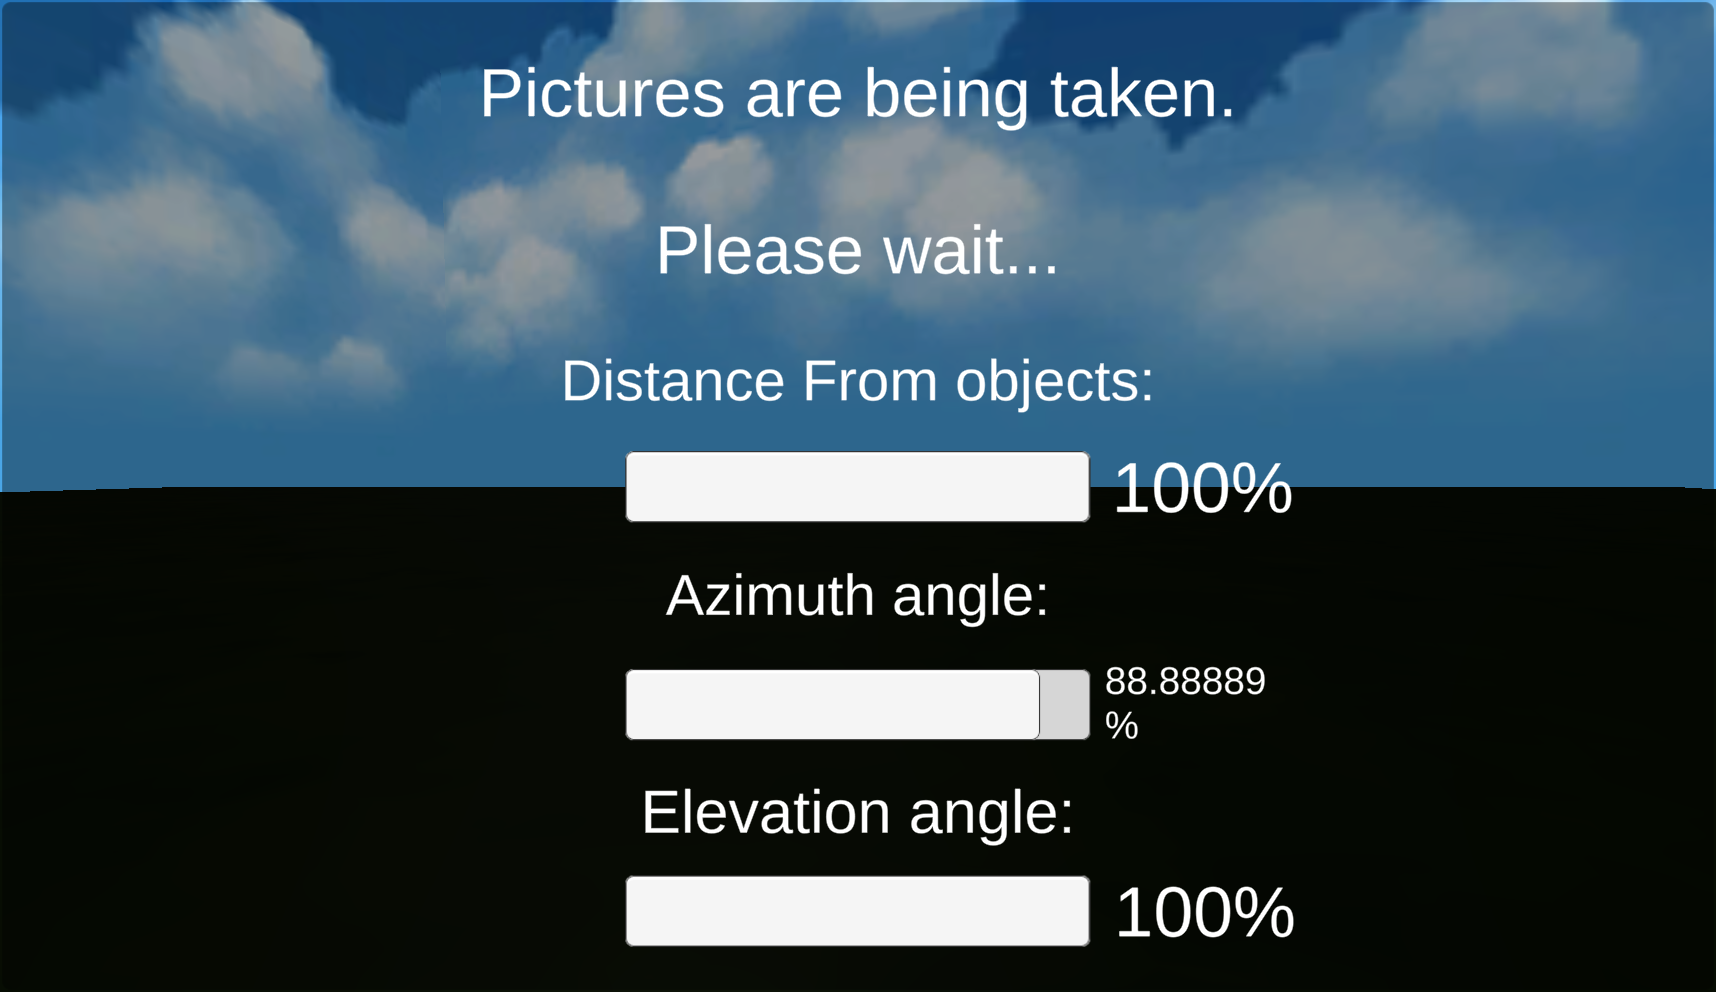 Pictures are being taken.
Please wait...
Distance From objects:
100%
Azimuth angle:
88.88889
%
Elevation angle:
100%